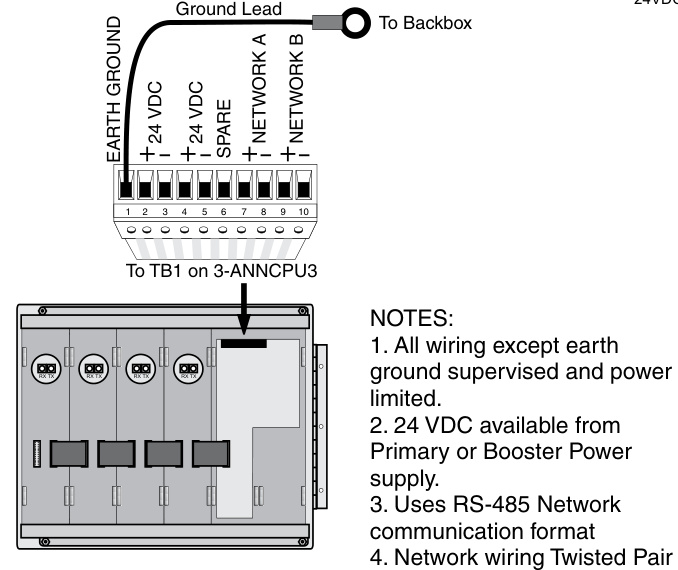 24VDC
Ground Lead
To Backbox
EARTH GROUND
+ 24 VDC –
+ 24 VDC –
SPARE
+ NETWORK A –
+ NETWORK B –
1 2 3 4 5 6 7 8 9 10
To TB1 on 3-ANNCPU3
RX TX RX TX RX TX RX TX
NOTES:
1. All wiring except earth
ground supervised and power
limited.
2. 24 VDC available from
Primary or Booster Power
supply.
3. Uses RS-485 Network
communication format
4. Network wiring Twisted Pair